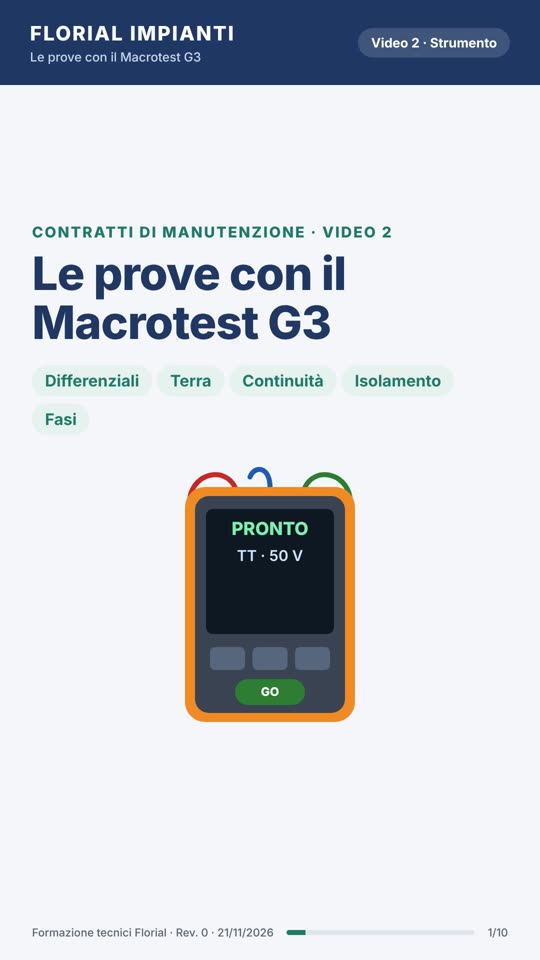 FLORIAL IMPIANTI
Le prove con il Macrotest G3
Video 2 · Strumento
CONTRATTI DI MANUTENZIONE · VIDEO 2
Le prove con il
Macrotest G3
Differenziali
Terra
Continuità
Isolamento
Fasi
PRONTO
TT · 50 V
GO
Formazione tecnici Florial · Rev. 0 · 21/11/2026
1/10